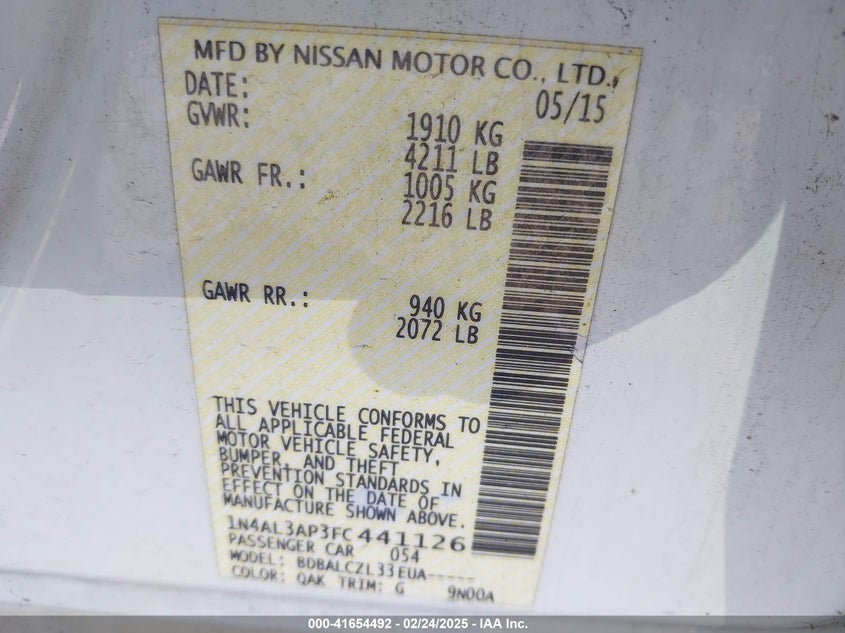 MFD BY NISSAN MOTOR CO., LTD.,
DATE: 05/15
GVWR: 1910 KG
4211 LB
GAWR FR.: 1005 KG
2216 LB
GAWR RR.: 940 KG
2072 LB
THIS VEHICLE CONFORMS TO
ALL APPLICABLE FEDERAL
MOTOR VEHICLE SAFETY,
BUMPER, AND THEFT
PREVENTION STANDARDS IN
EFFECT ON THE DATE OF
MANUFACTURE SHOWN ABOVE.
1N4AL3AP3FC441126
PASSENGER CAR 054
MODEL: BDBALCZL33EUA-----
COLOR: QAK TRIM: G 9N00A
000-41654492 - 02/24/2025 - IAA Inc.